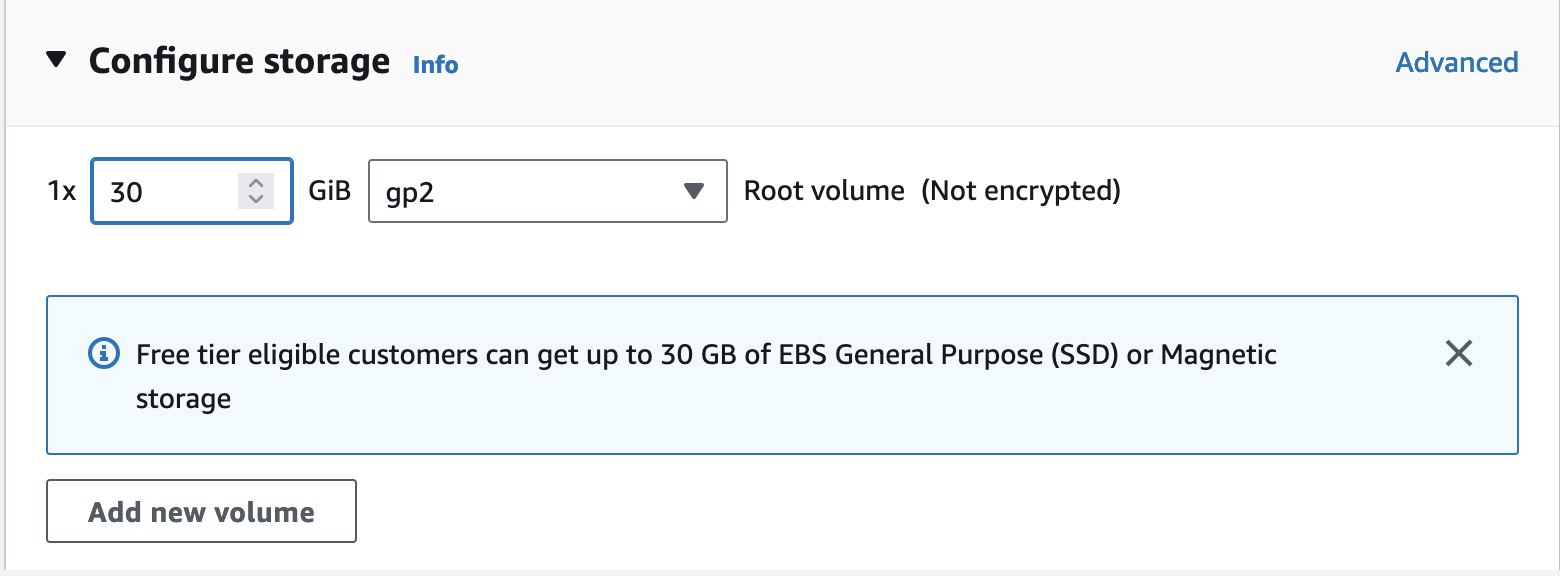 Configure storage Info Advanced
1x 30 GiB gp2 Root volume (Not encrypted)
Free tier eligible customers can get up to 30 GB of EBS General Purpose (SSD) or Magnetic
storage
Add new volume